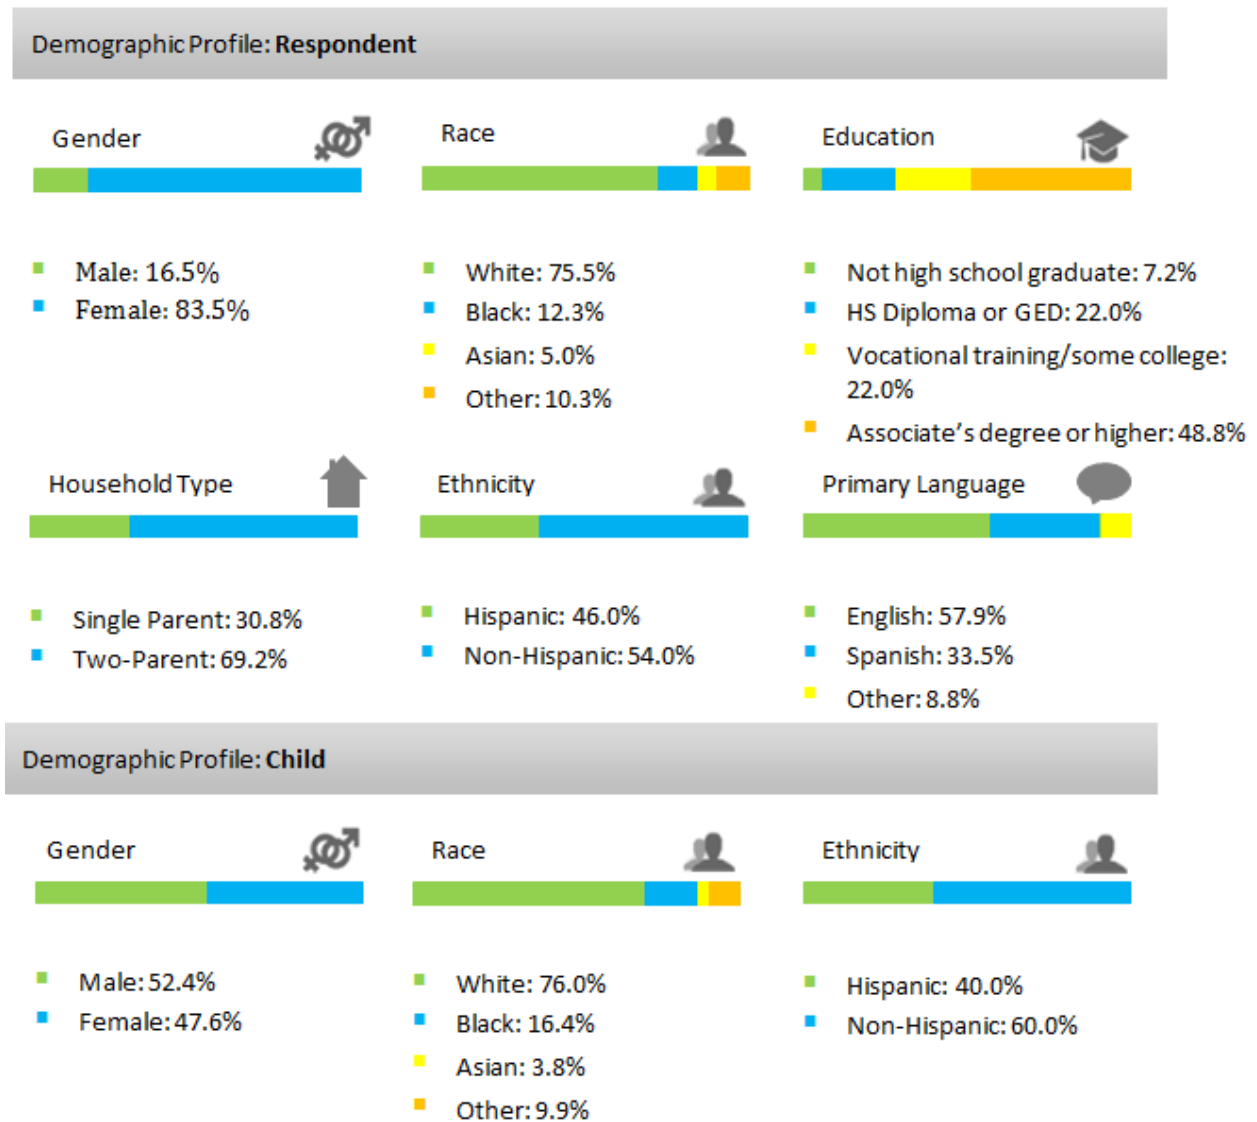 Demographic Profile: Respondent
Gender
Male: 16.5%
Female: 83.5%
Race
White: 75.5%
Black: 12.3%
Asian: 5.0%
Other: 10.3%
Education
Not high school graduate: 7.2%
HS Diploma or GED: 22.0%
Vocational training/some college:
22.0%
Associate's degree or higher: 48.8%
Household Type
Single Parent: 30.8%
Two-Parent: 69.2%
Ethnicity
Hispanic: 46.0%
Non-Hispanic: 54.0%
Primary Language
English: 57.9%
Spanish: 33.5%
Other: 8.8%
Demographic Profile: Child
Gender
Male: 52.4%
Female: 47.6%
Race
White: 76.0%
Black: 16.4%
Asian: 3.8%
Other: 9.9%
Ethnicity
Hispanic: 40.0%
Non-Hispanic: 60.0%